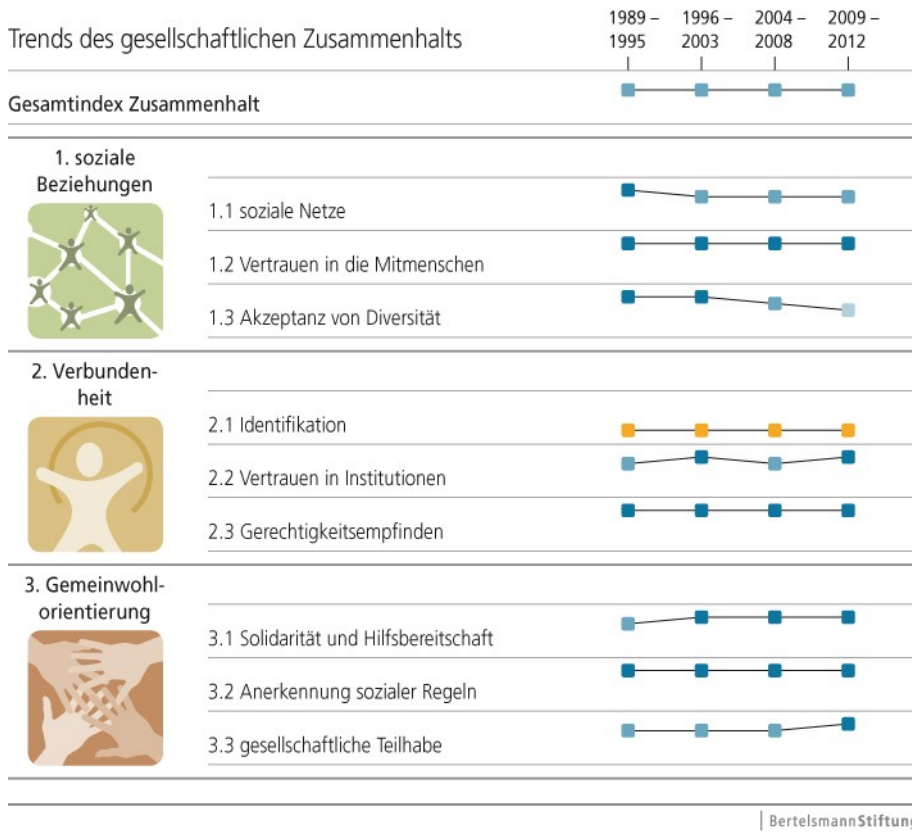 Trends des gesellschaftlichen Zusammenhalts
1989 – 1996 – 2004 – 2009 –
1995 2003 2008 2012
Gesamtindex Zusammenhalt
1. soziale
Beziehungen
1.1 soziale Netze
1.2 Vertrauen in die Mitmenschen
1.3 Akzeptanz von Diversität
2. Verbunden-
heit
2.1 Identifikation
2.2 Vertrauen in Institutionen
2.3 Gerechtigkeitsempfinden
3. Gemeinwohl-
orientierung
3.1 Solidarität und Hilfsbereitschaft
3.2 Anerkennung sozialer Regeln
3.3 gesellschaftliche Teilhabe
BertelsmannStiftung